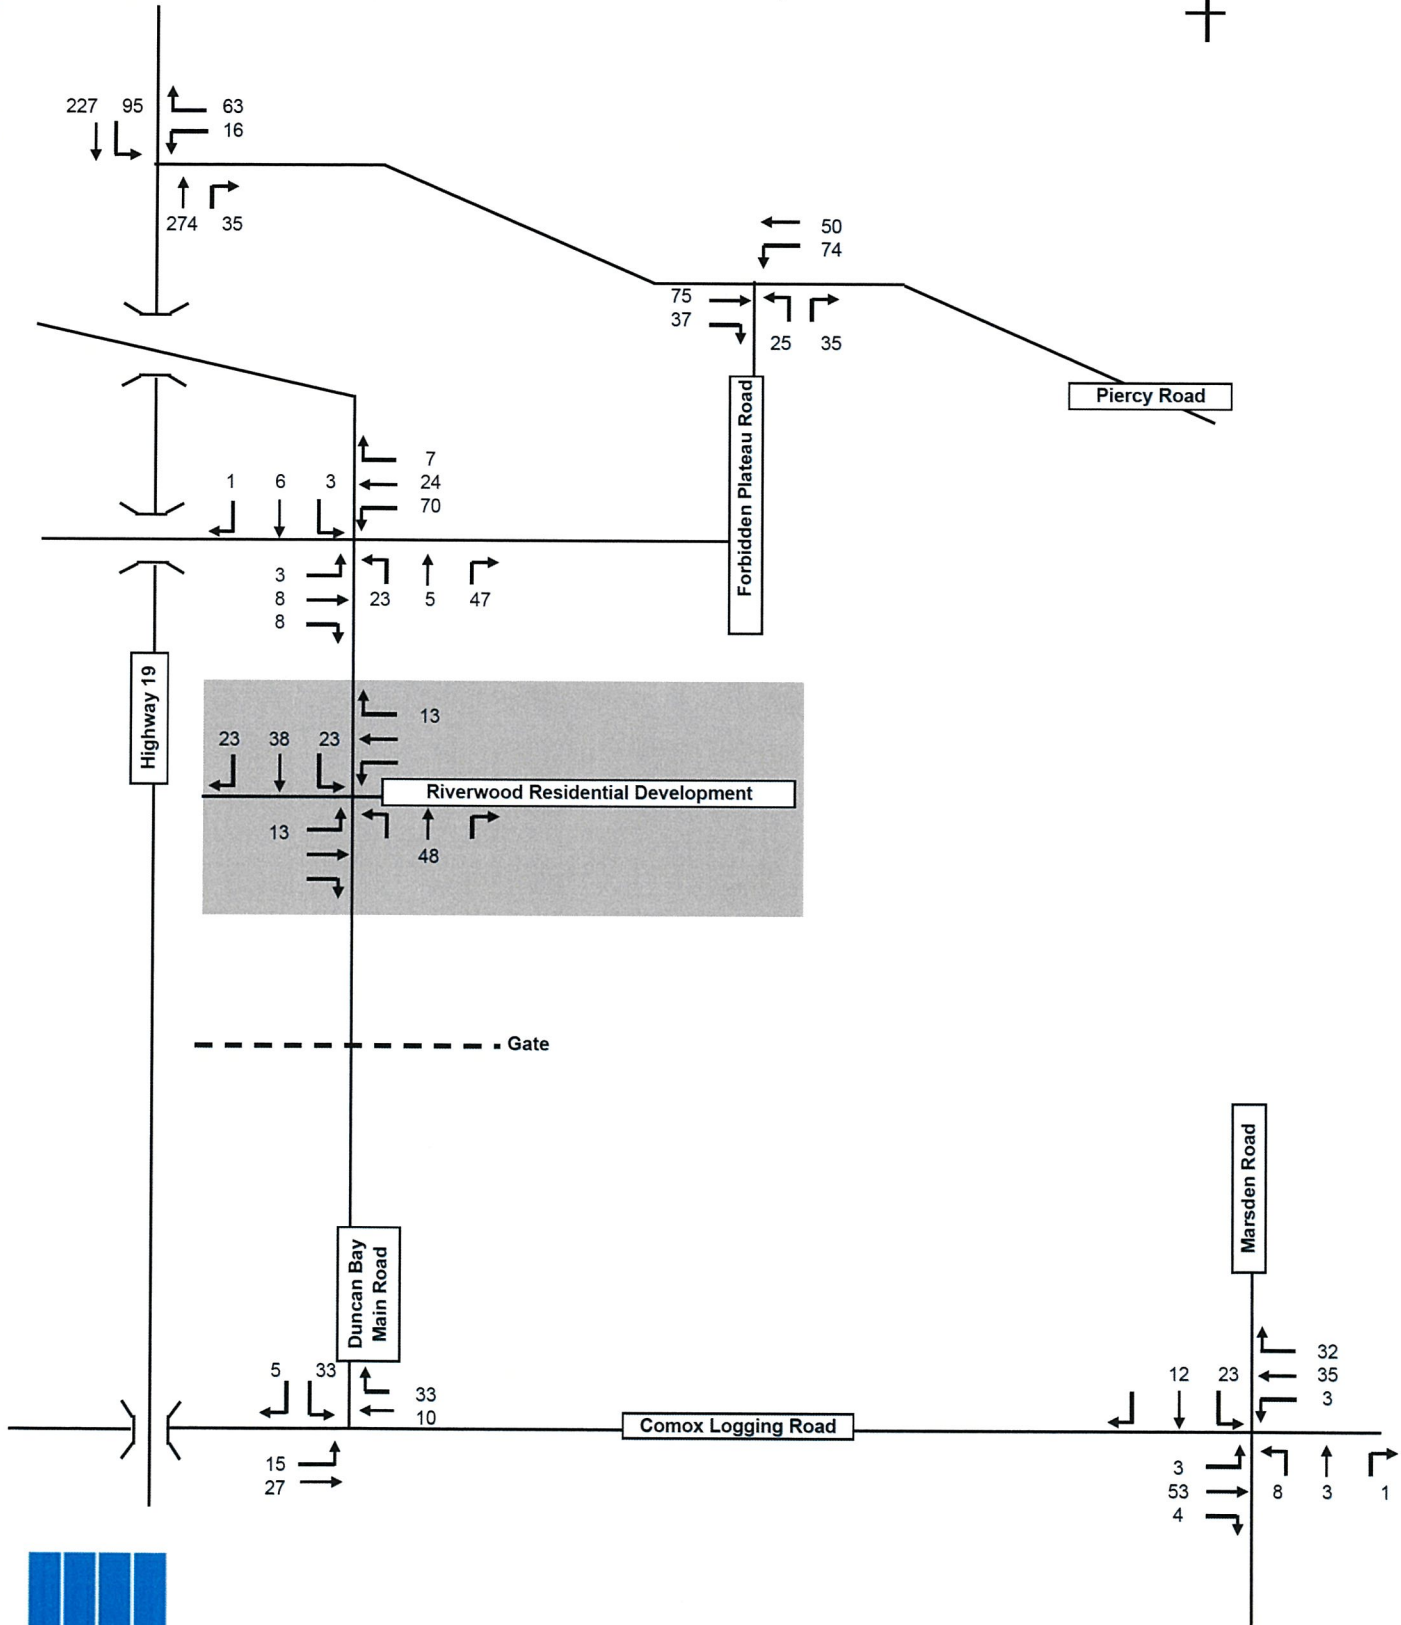 227 95 63
16
274 35
50
74
75
37
25 35
Piercy Road
Forbidden Plateau Road
7
1 6 3 24
70
3
8 23 5 47
8
Highway 19
13
23 38 23
Riverwood Residential Development
13
48
Gate
Marsden Road
Duncan Bay
Main Road
5 33
33
10
Comox Logging Road
15
27
32
12 23 35
3
3
53 8 3 1
4